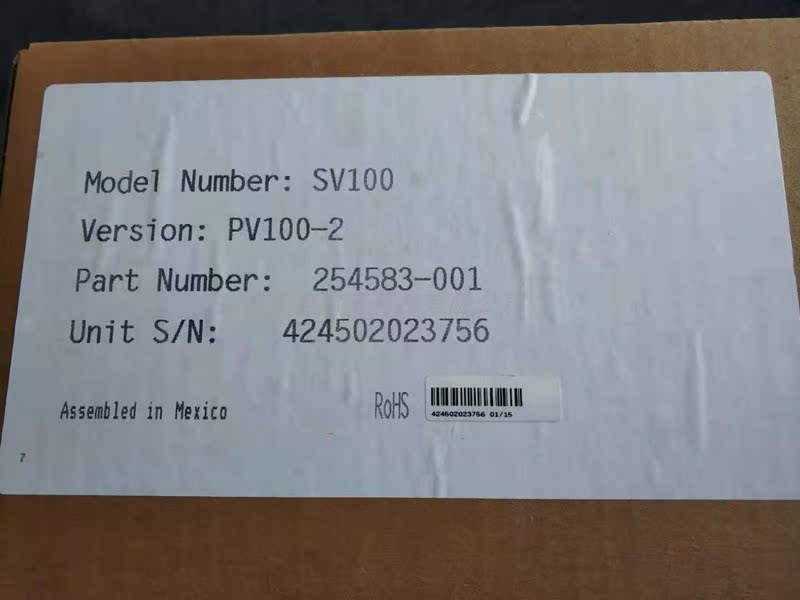 Model Number: SV100
Version: PV100-2
Part Number: 254583-001
Unit S/N: 424502023756
Assembled in Mexico
RoHS
424502023756 01/15
7